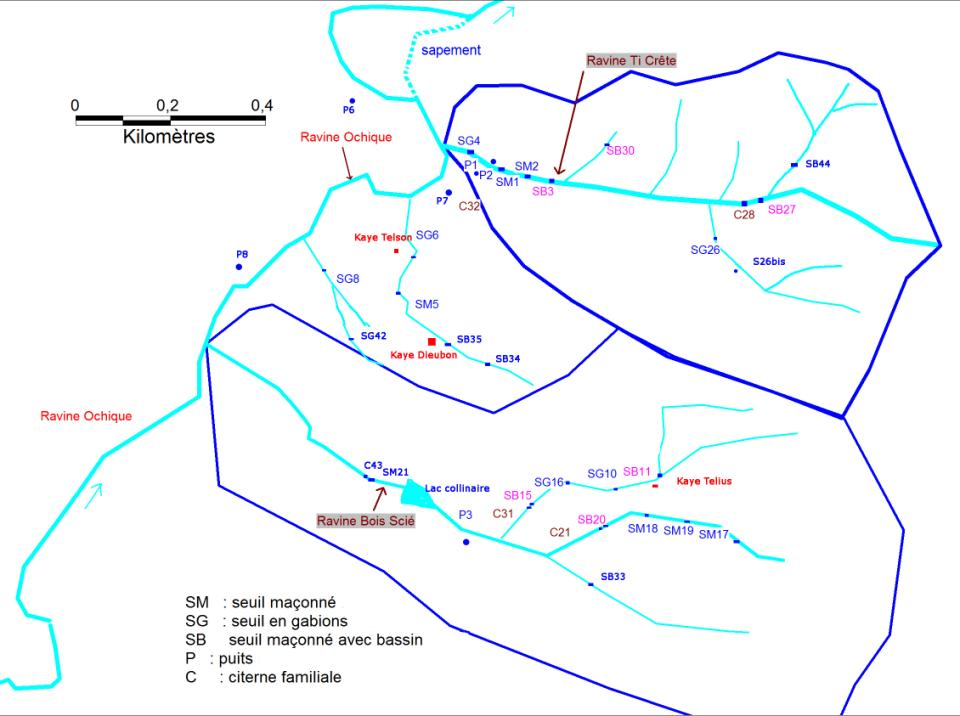 sapement
Ravine Ti Crête
0 0,2 0,4
Kilomètres
P6
Ravine Ochique
SG4
P1
P2
SM1
SM2
SB3
SB30
SB44
P7
C32
C28
SB27
SG26
S26bis
Kaye Telson
SG6
P8
SG8
SM5
SG42
SB35
Kaye Dieubon
SB34
Ravine Ochique
C43
SM21
Lac collinaire
Ravine Bois Scié
P3
SG16
SG10
SB11
Kaye Telius
SB15
C31
C21
SB20
SM18
SM19
SM17
SB33
SM : seuil maçonné
SG : seuil en gabions
SB seuil maçonné avec bassin
P : puits
C : citerne familiale